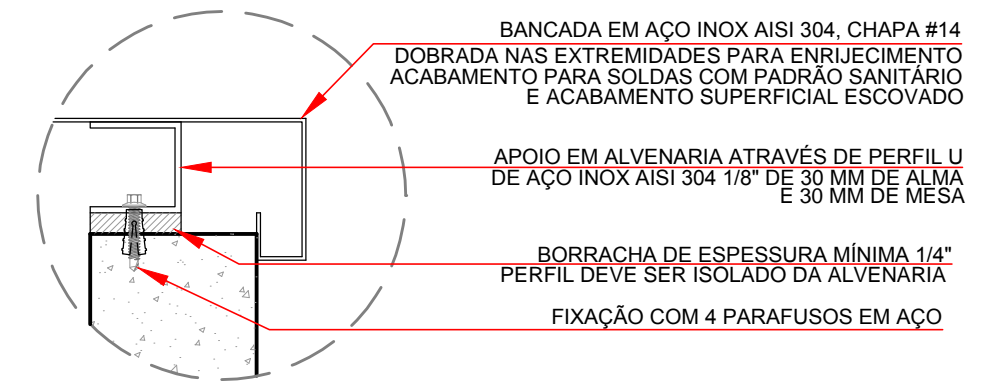 BANCADA EM AÇO INOX AISI 304, CHAPA #14
DOBRADA NAS EXTREMIDADES PARA ENRIJECIMENTO
ACABAMENTO PARA SOLDAS COM PADRÃO SANITÁRIO
E ACABAMENTO SUPERFICIAL ESCOVADO
APOIO EM ALVENARIA ATRAVÉS DE PERFIL U
DE AÇO INOX AISI 304 1/8" DE 30 MM DE ALMA
E 30 MM DE MESA
BORRACHA DE ESPESSURA MÍNIMA 1/4"
PERFIL DEVE SER ISOLADO DA ALVENARIA
FIXAÇÃO COM 4 PARAFUSOS EM AÇO